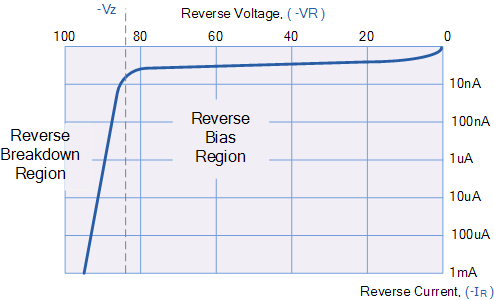 -Vz
Reverse Voltage, ( -VR )
100 80 60 40 20 0
10nA
100nA
Reverse
Bias
Region
Reverse
Breakdown
Region
1uA
10uA
100uA
1mA
Reverse Current, (-IR )